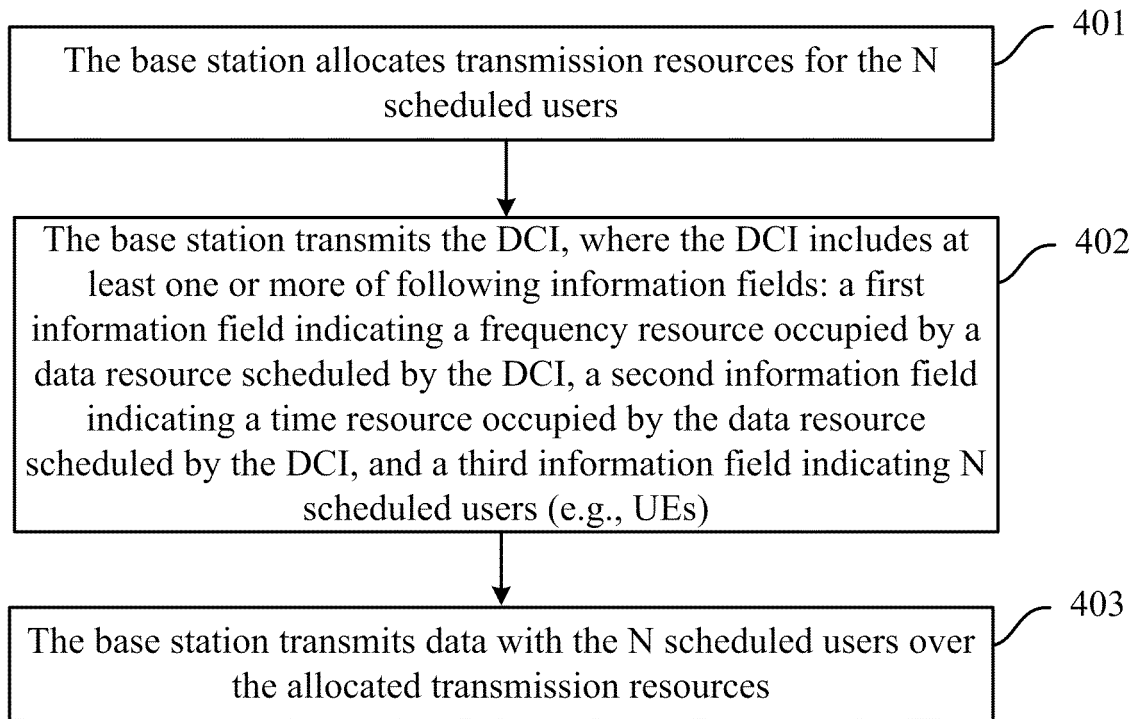 401
The base station allocates transmission resources for the N
scheduled users
402
The base station transmits the DCI, where the DCI includes at
least one or more of following information fields: a first
information field indicating a frequency resource occupied by a
data resource scheduled by the DCI, a second information field
indicating a time resource occupied by the data resource
scheduled by the DCI, and a third information field indicating N
scheduled users (e.g., UEs)
403
The base station transmits data with the N scheduled users over
the allocated transmission resources